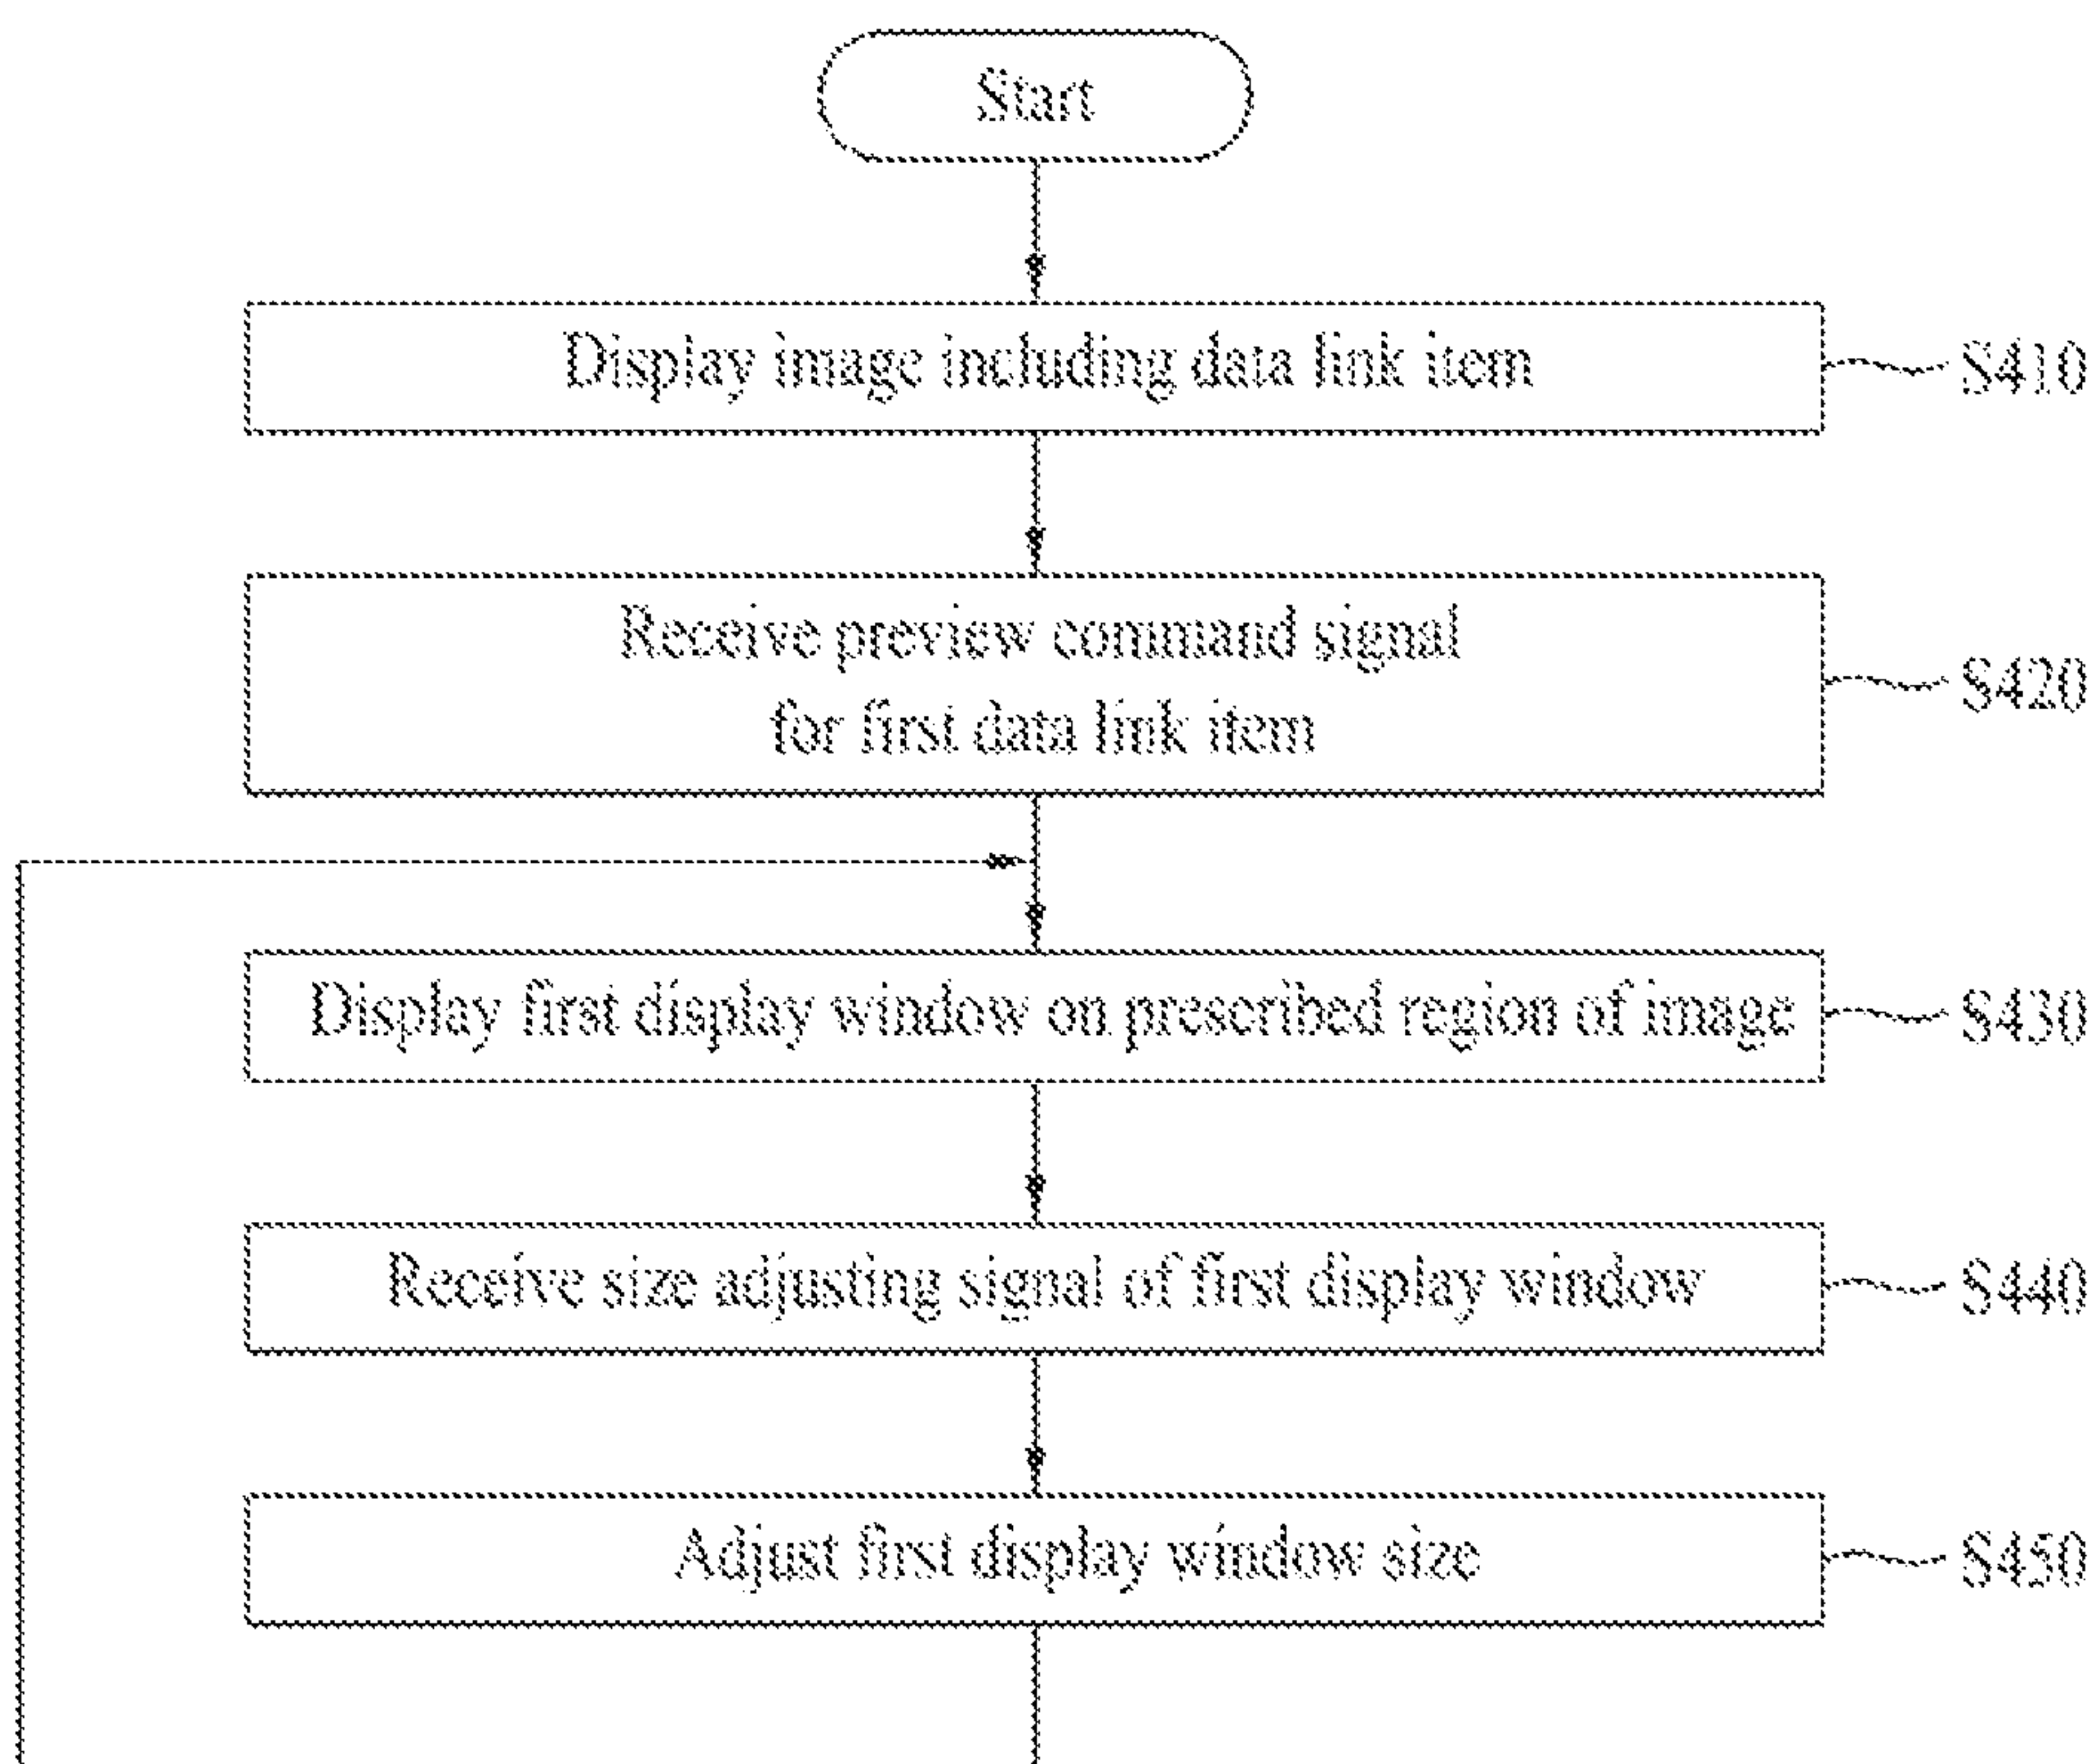 Start
Display image including data link item
S410
Receive preview command signal
for first data link item
S420
Display first display window on prescribed region of image
S430
Receive size adjusting signal of first display window
S440
Adjust first display window size
S450